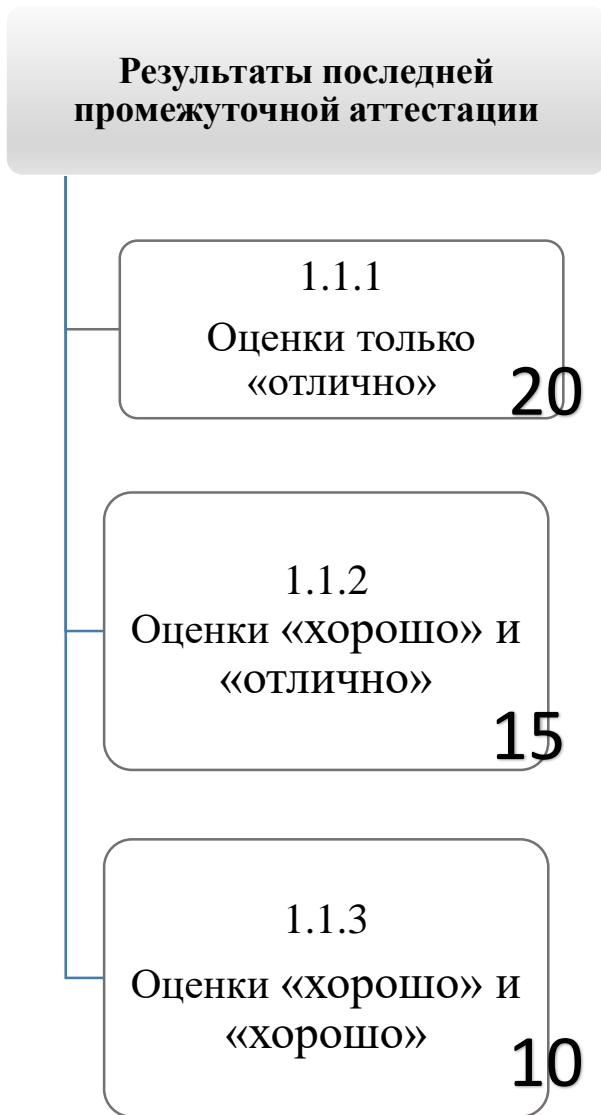 Результаты последней
промежуточной аттестации
1.1.1
Оценки только
«отлично»
20
1.1.2
Оценки «хорошо» и
«отлично»
15
1.1.3
Оценки «хорошо» и
«хорошо»
10